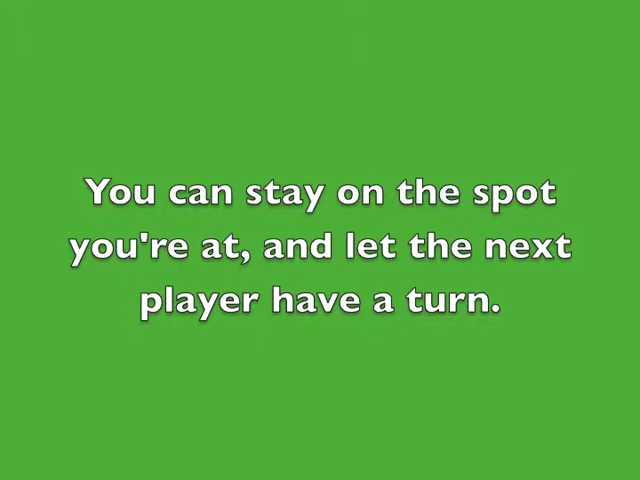 You can stay on the spot
you're at, and let the next
player have a turn.